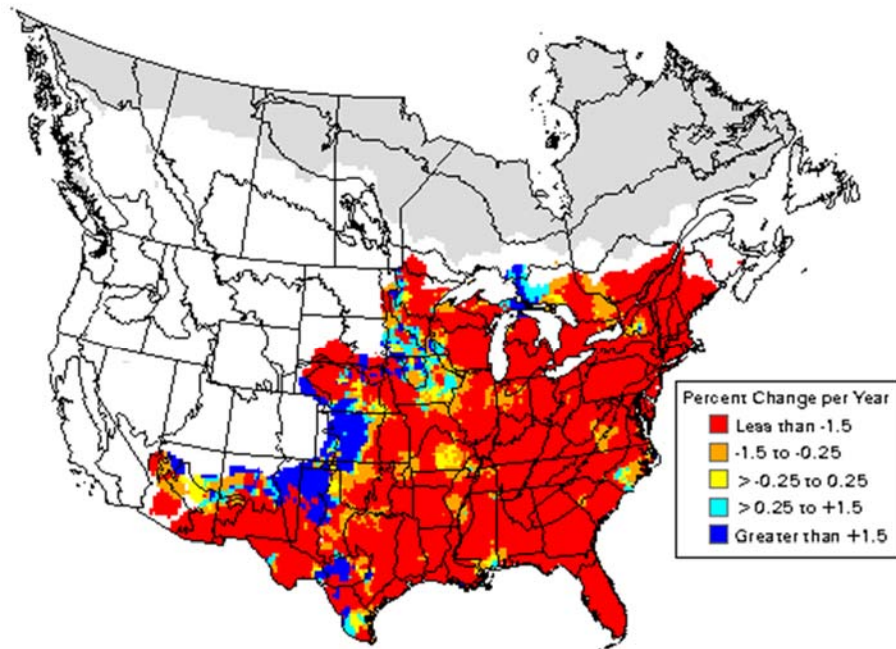 Percent Change per Year
Less than -1.5
-1.5 to -0.25
> -0.25 to 0.25
> 0.25 to +1.5
Greater than +1.5